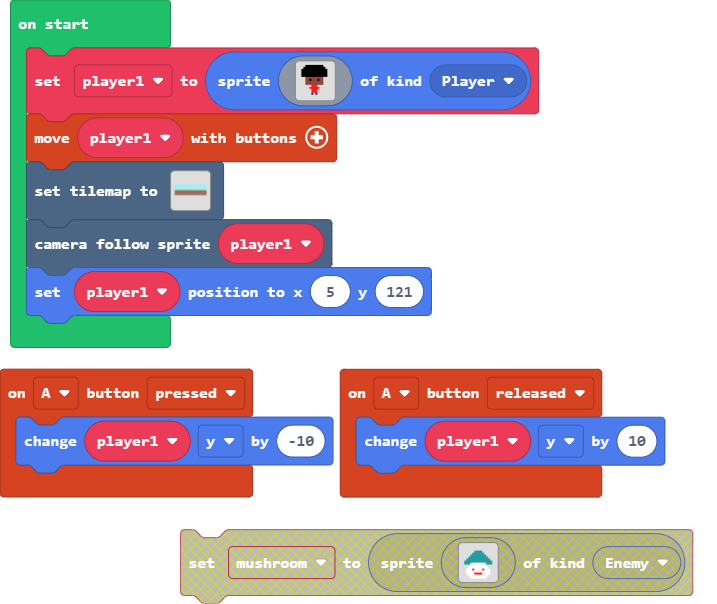 on start
set player1 to sprite of kind Player
move player1 with buttons
set tilemap to
camera follow sprite player1
set player1 position to x 5 y 121
on A button pressed
change player1 y by -10
on A button released
change player1 y by 10
set mushroom to sprite of kind Enemy